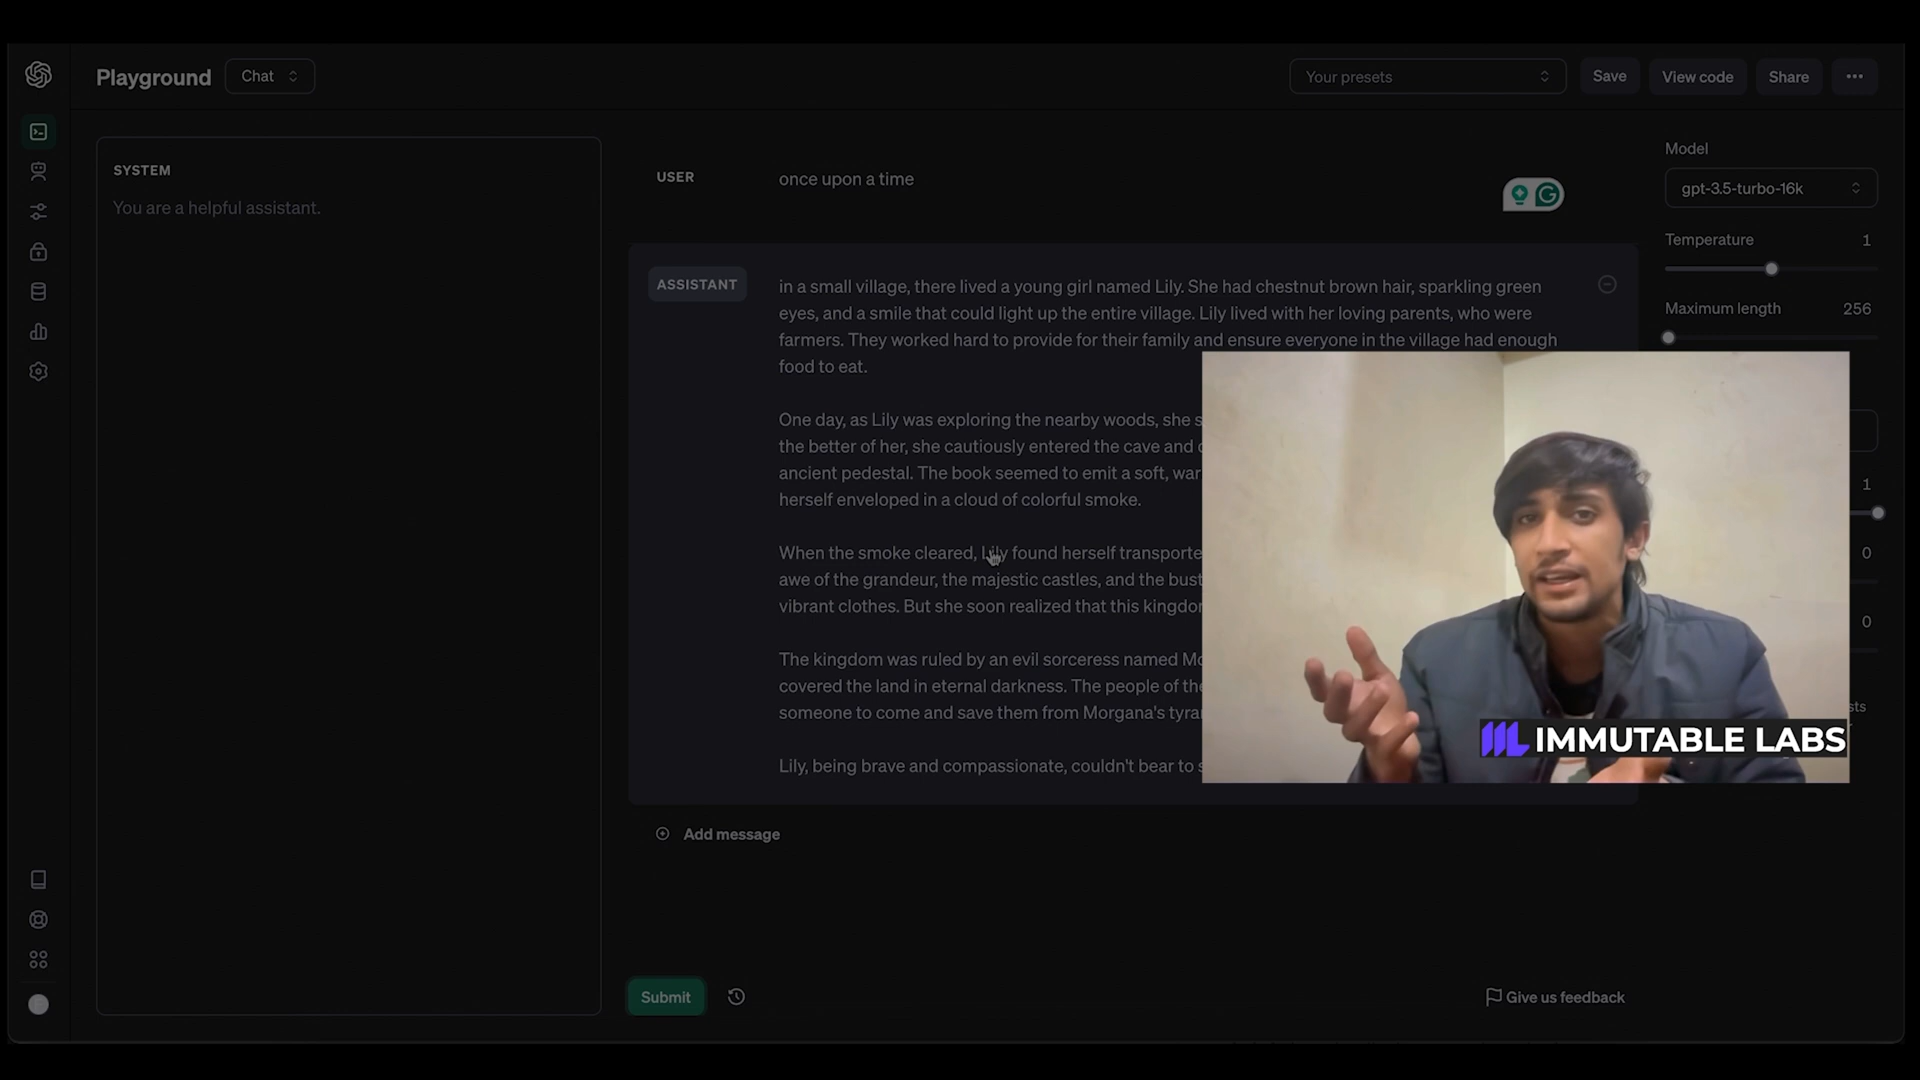 Playground
Chat
Your presets
Save
View code
Share
SYSTEM
You are a helpful assistant.
USER
once upon a time
ASSISTANT
in a small village, there lived a young girl named Lily. She had chestnut brown hair, sparkling green
eyes, and a smile that could light up the entire village. Lily lived with her loving parents, who were
farmers. They worked hard to provide for their family and ensure everyone in the village had enough
food to eat.
One day, as Lily was exploring the nearby woods, she
the better of her, she cautiously entered the cave and
ancient pedestal. The book seemed to emit a soft,
herself enveloped in a cloud of colorful smoke.
When the smoke cleared, Lily found herself
awe of the grandeur, the majestic castles, and the
vibrant clothes. But she soon realized that this
The kingdom was ruled by an evil sorceress named
covered the land in eternal darkness. The people of
someone to come and save them from Morgana's
Lily, being brave and compassionate, couldn't bear to
Add message
Submit
Give us feedback
Model
gpt-3.5-turbo-16k
Temperature
1
Maximum length
256
1
0
0
IMMUTABLE LABS